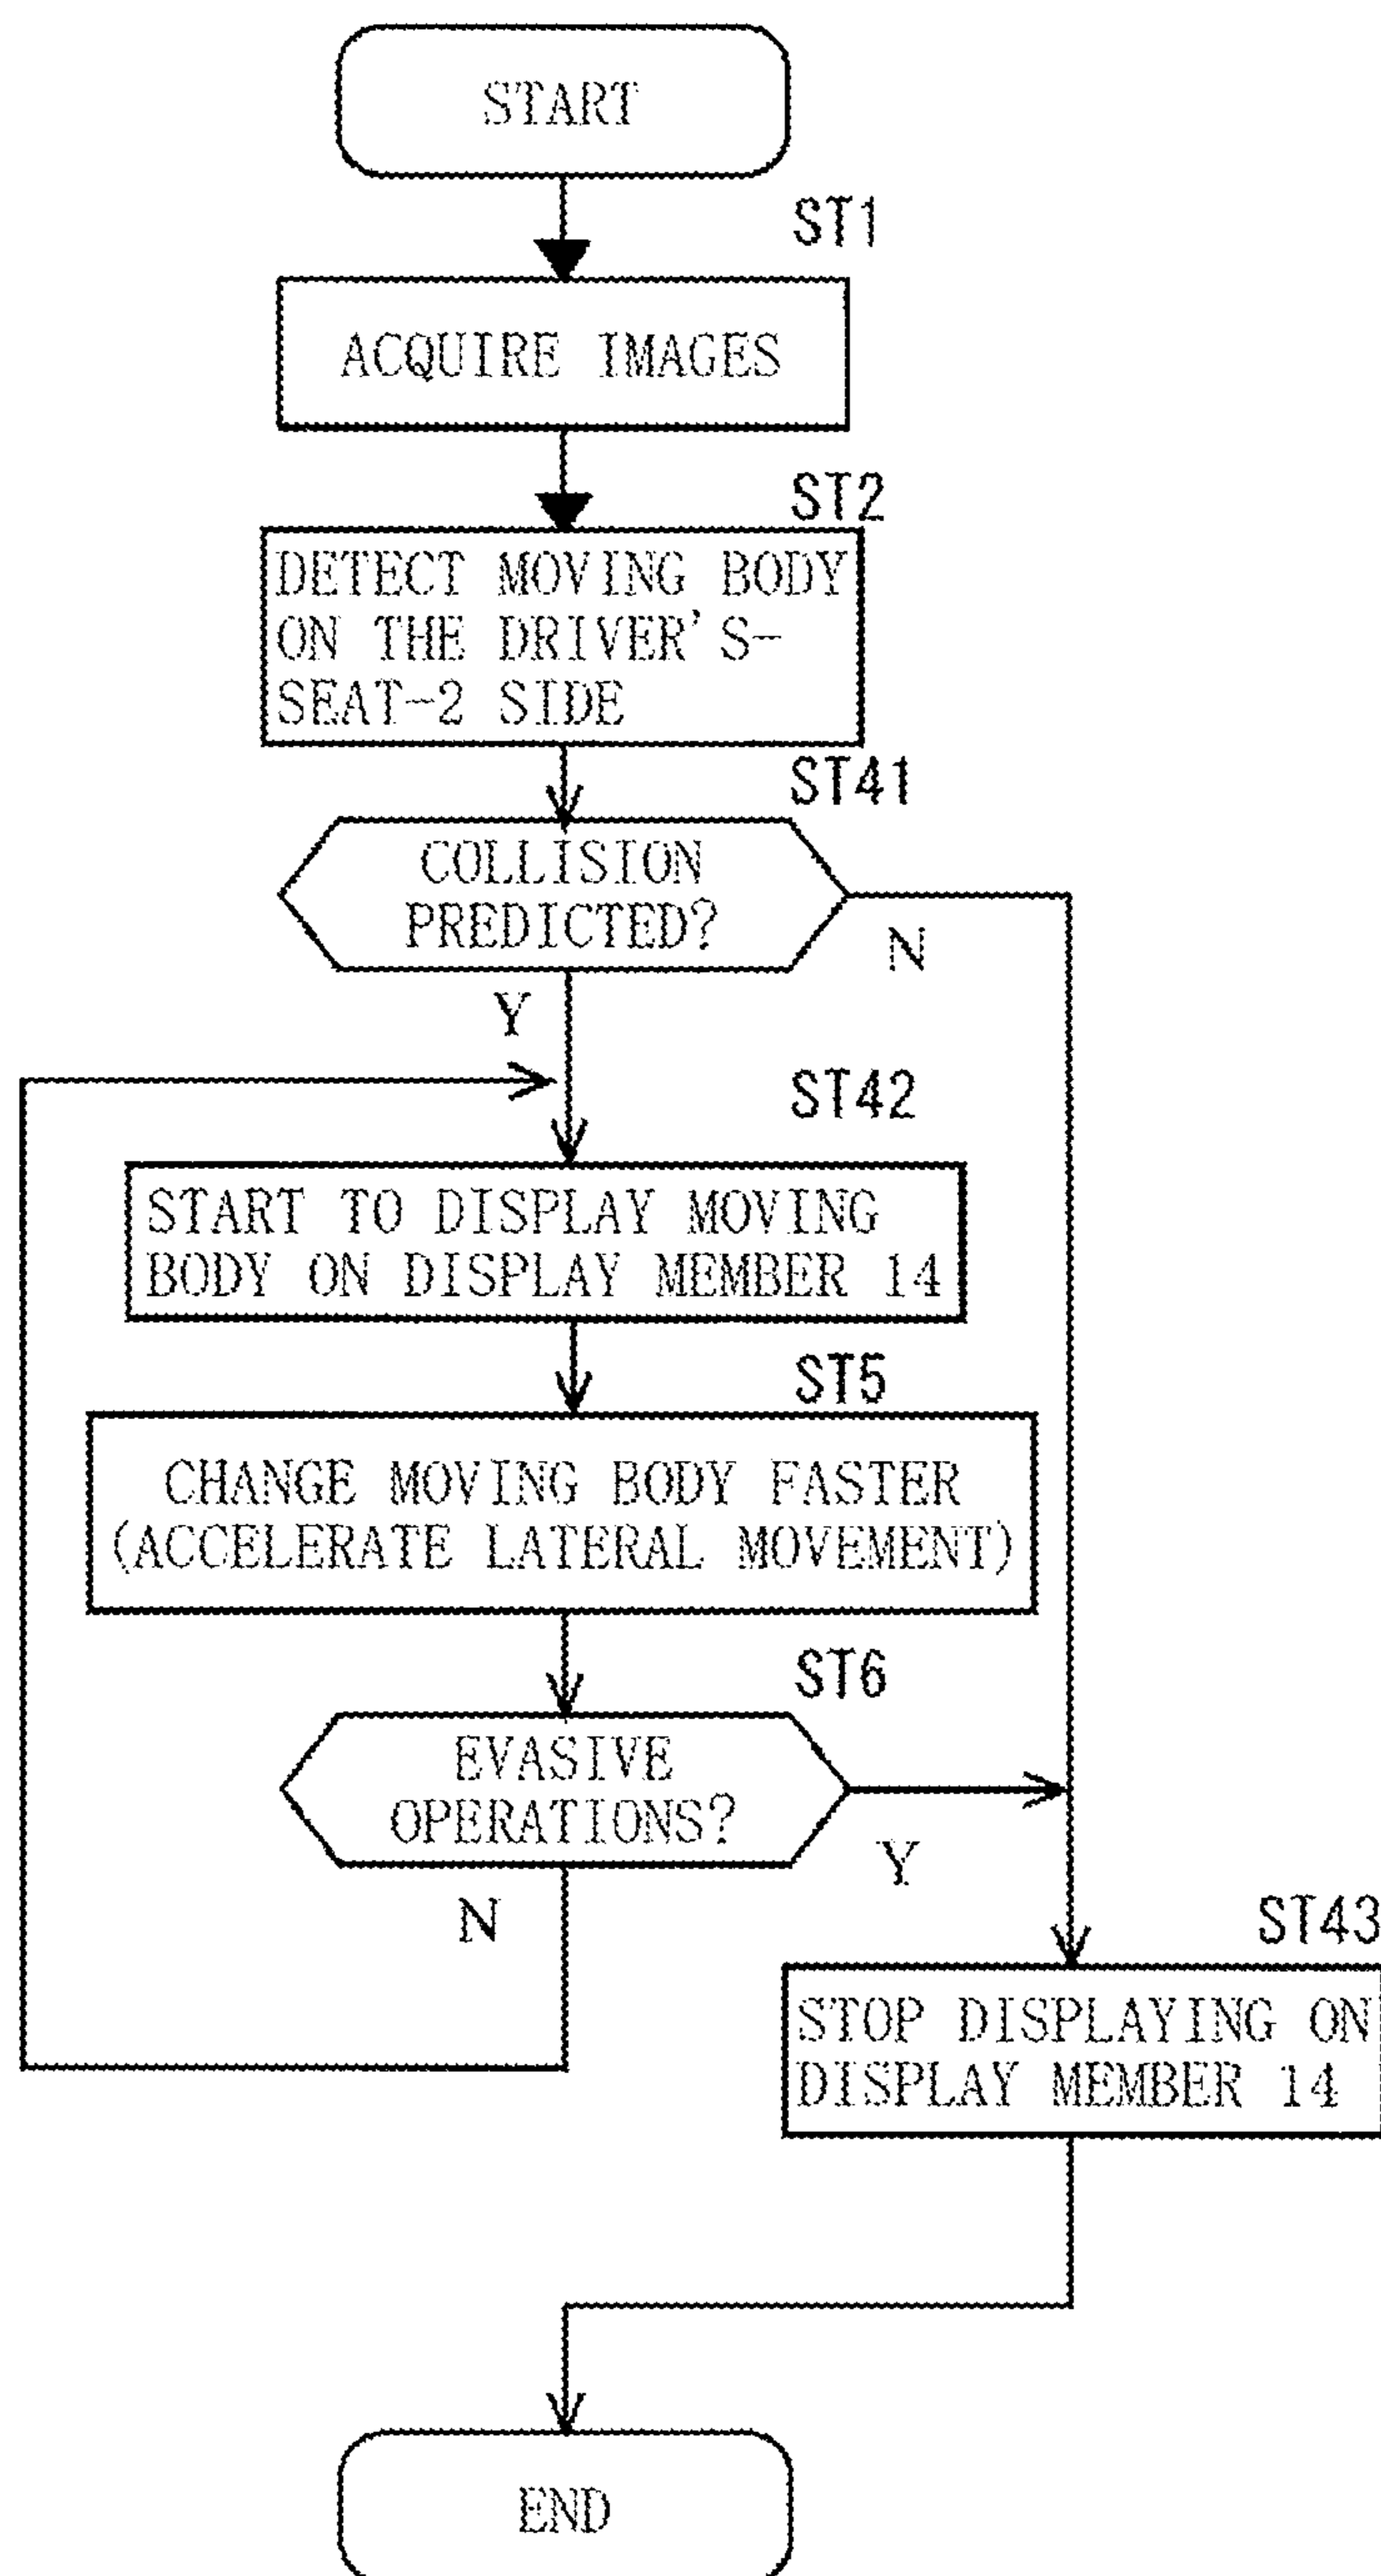 START
ST1
ACQUIRE IMAGES
ST2
DETECT MOVING BODY
ON THE DRIVER'S-
SEAT-2 SIDE
ST41
COLLISION
PREDICTED?
N
Y
ST42
START TO DISPLAY MOVING
BODY ON DISPLAY MEMBER 14
ST5
CHANGE MOVING BODY FASTER
(ACCELERATE LATERAL MOVEMENT)
ST6
EVASIVE
OPERATIONS?
Y
N
ST43
STOP DISPLAYING ON
DISPLAY MEMBER 14
END